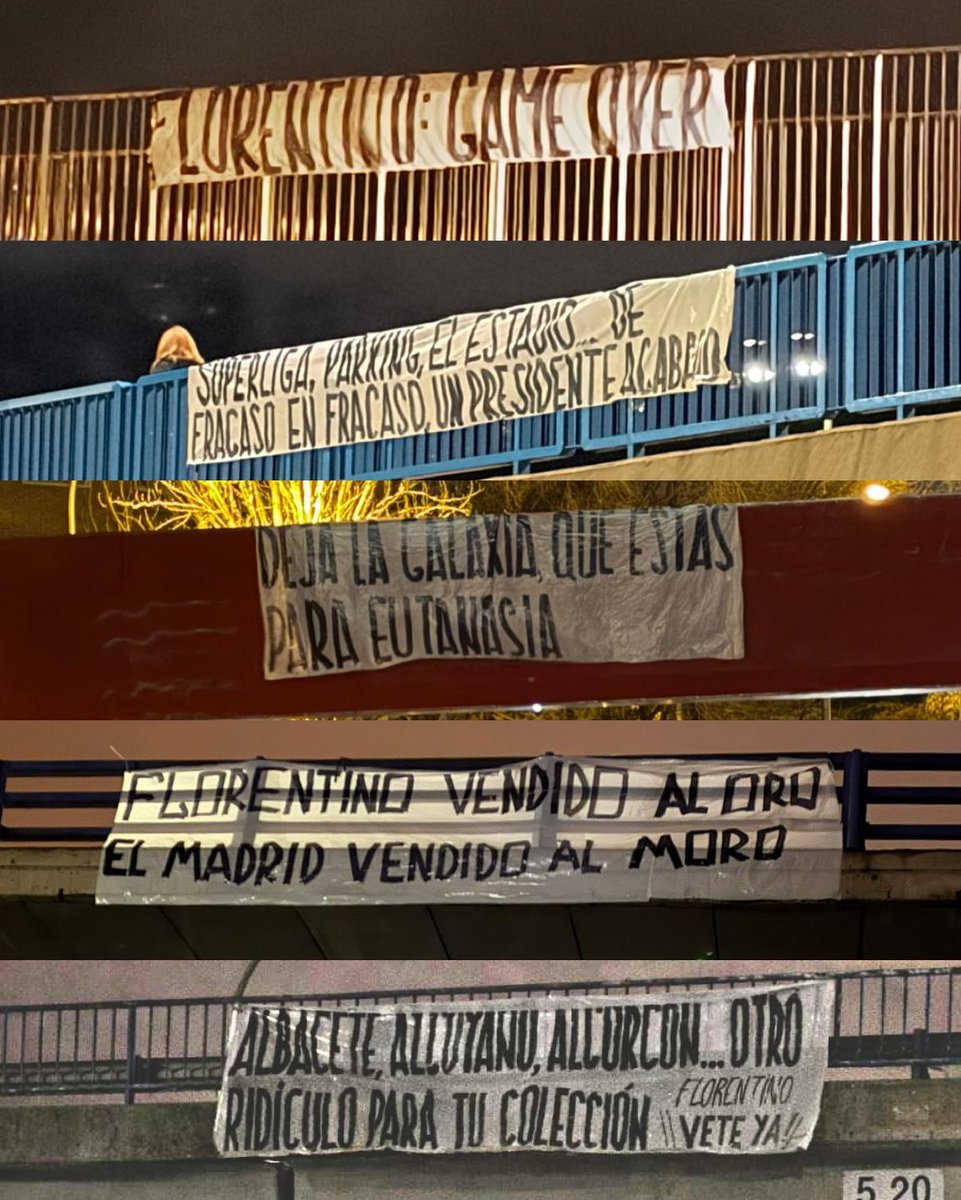 FLORENTINO: GAME OVER
SUPERLIGA, PARKING, EL ESTADIO... DE
FRACASO EN FRACASO, UN PRESIDENTE ACABADO
DEJA LA GALAXIA, QUE ESTAS
PARA EUTANASIA
FLORENTINO VENDIDO AL ORO
EL MADRID VENDIDO AL MORO
ALBACETE, ALCOYANO, ALCORCON... OTRO
RIDÍCULO PARA TU COLECCIÓN
FLORENTINO
¡¡VETE YA!!
5,20